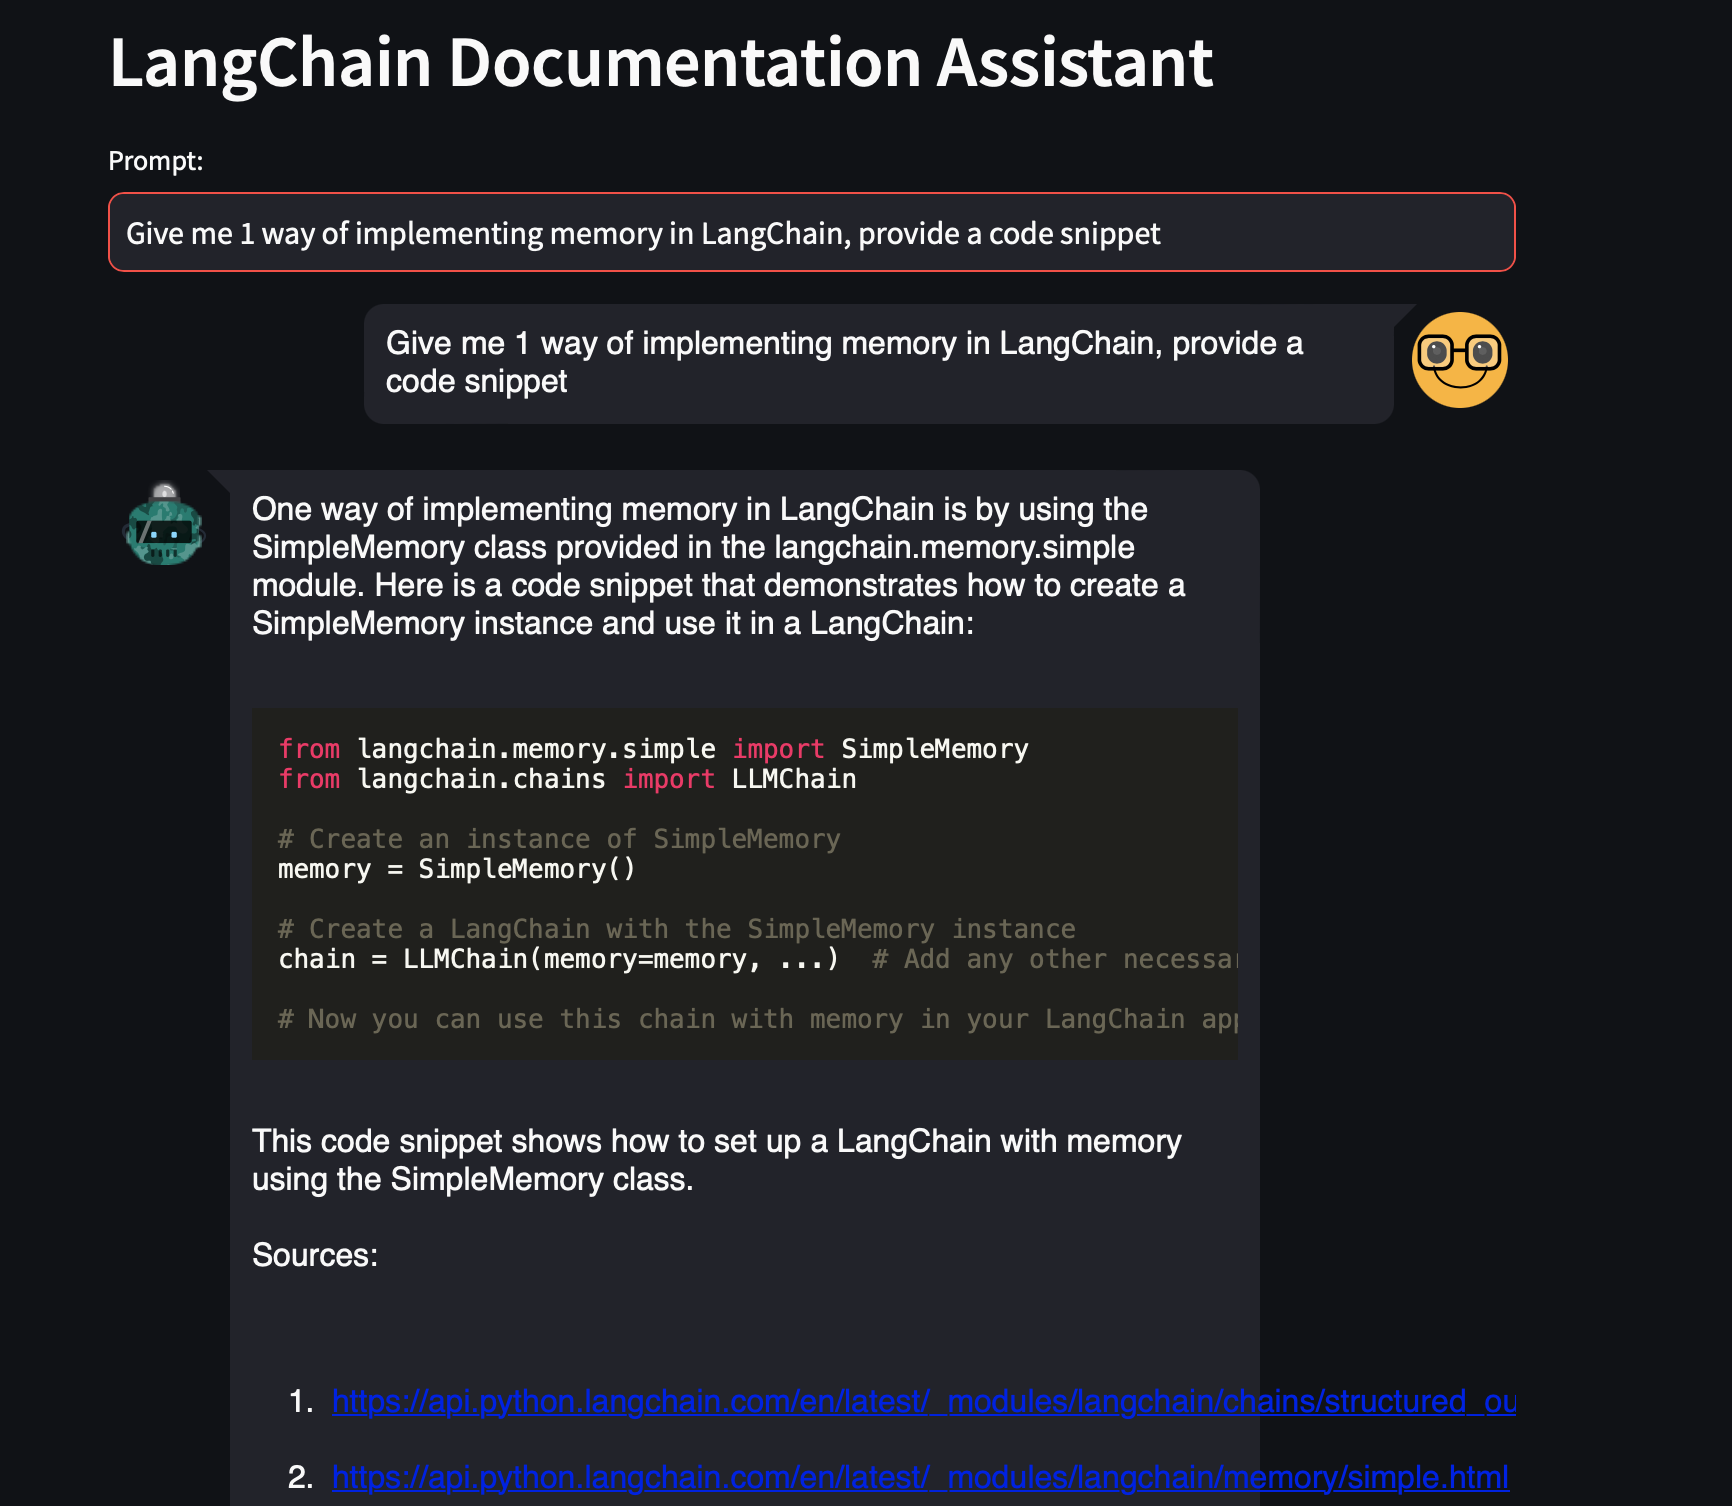 LangChain Documentation Assistant
Prompt:
Give me 1 way of implementing memory in LangChain, provide a code snippet
Give me 1 way of implementing memory in LangChain, provide a
code snippet
One way of implementing memory in LangChain is by using the
SimpleMemory class provided in the langchain.memory.simple
module. Here is a code snippet that demonstrates how to create a
SimpleMemory instance and use it in a LangChain:
from langchain.memory.simple import SimpleMemory
from langchain.chains import LLMChain
# Create an instance of SimpleMemory
memory = SimpleMemory()
# Create a LangChain with the SimpleMemory instance
chain = LLMChain(memory=memory, ...)  # Add any other necessar
# Now you can use this chain with memory in your LangChain app
This code snippet shows how to set up a LangChain with memory
using the SimpleMemory class.
Sources:
1. https://api.python.langchain.com/en/latest/_modules/langchain/chains/structured_ou
2. https://api.python.langchain.com/en/latest/_modules/langchain/memory/simple.html